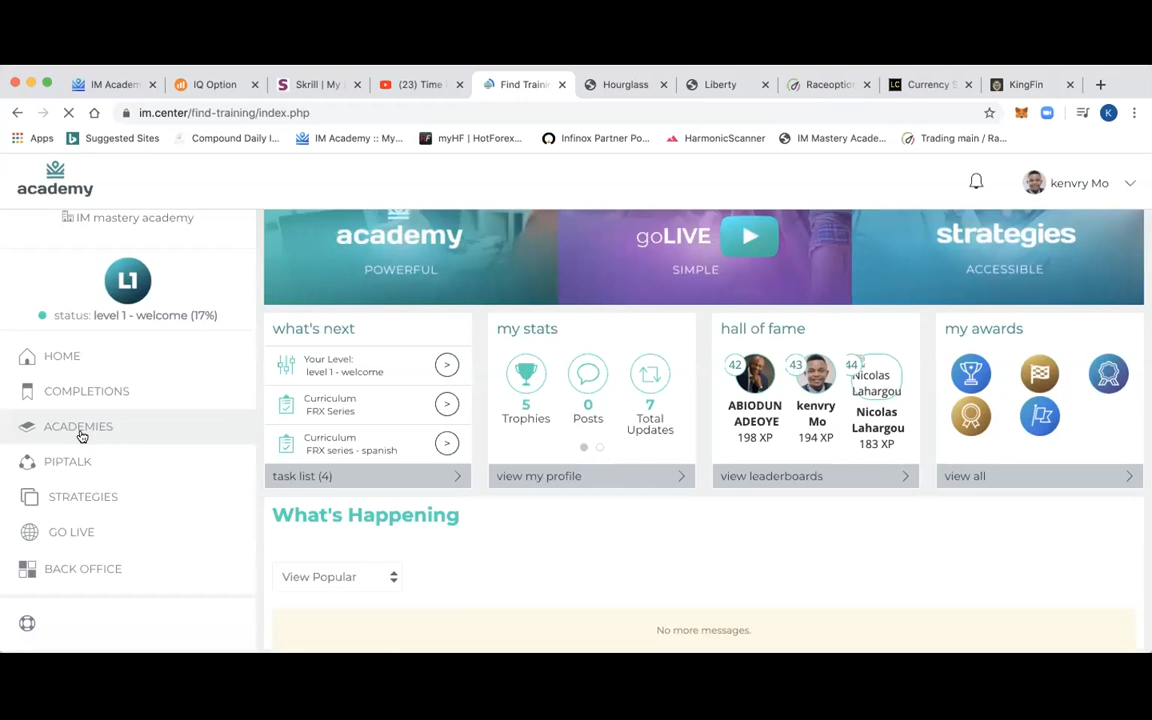 IM Academ
IQ Option
Skrill | My
(23) Time
Find Trainin
Hourglass
Liberty
Raceoption
Currency S
KingFin
im.center/find-training/index.php
K
Apps
Suggested Sites
Compound Daily I...
IM Academy :: My...
myHF | HotForex...
Infinox Partner Po...
HarmonicScanner
IM Mastery Acade...
Trading main / Ra...
academy
kenvry Mo
IM mastery academy
L1
status: level 1 - welcome (17%)
HOME
COMPLETIONS
ACADEMIES
PIPTALK
STRATEGIES
GO LIVE
BACK OFFICE
academy
POWERFUL
goLIVE
SIMPLE
strategies
ACCESSIBLE
what's next
Your Level:
level 1 - welcome
>
Curriculum
FRX Series
>
Curriculum
FRX series - spanish
>
task list (4)
my stats
5
Trophies
0
Posts
7
Total
Updates
view my profile
hall of fame
42
ABIODUN
ADEOYE
198 XP
43
kenvry
Mo
194 XP
44
Nicolas
Lahargou
Nicolas
Lahargou
183 XP
view leaderboards
my awards
view all
What's Happening
View Popular
No more messages.